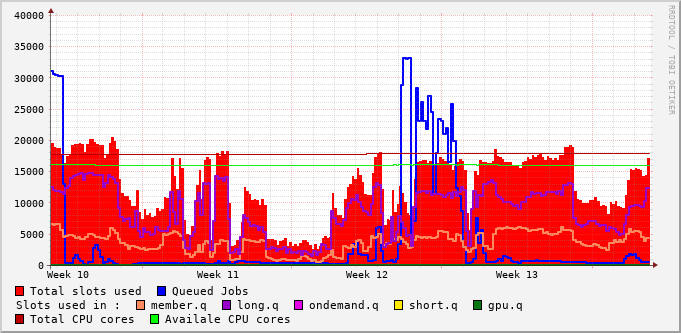 40000
35000
30000
25000
20000
15000
10000
5000
0
Week 10 Week 11 Week 12 Week 13
RRDTOOL / TOBI OETIKER
Total slots used Queued Jobs
Slots used in : member.q long.q ondemand.q short.q gpu.q
Total CPU cores Availale CPU cores